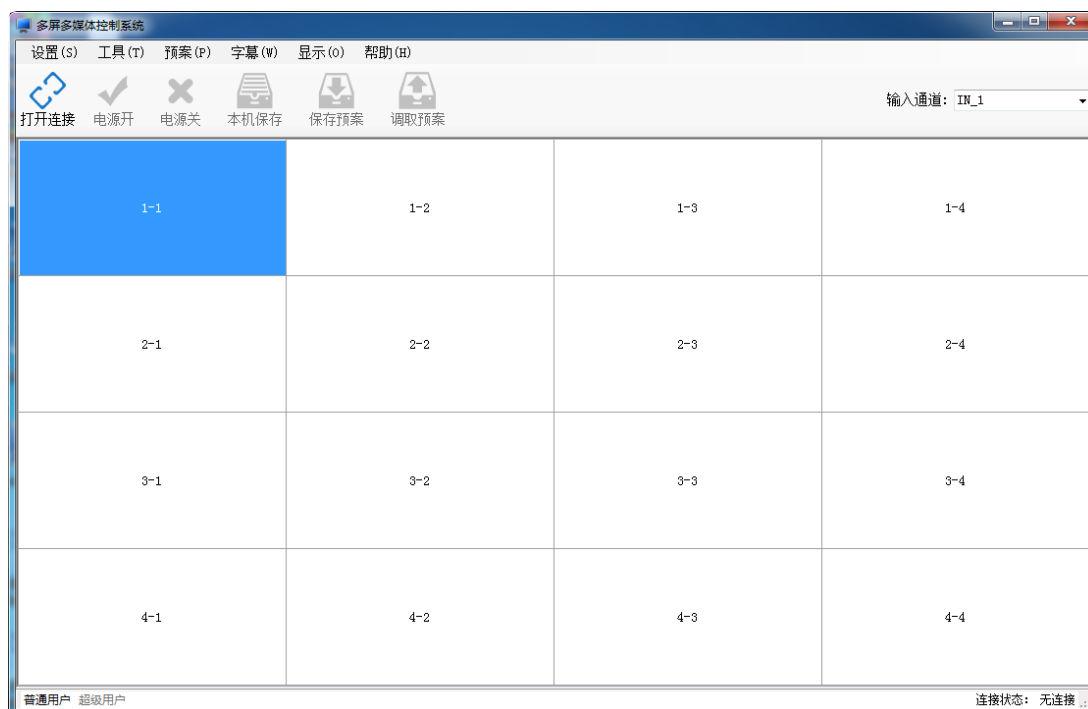 多屏多媒体控制系统
设置(S) 工具(T) 预案(P) 字幕(W) 显示(O) 帮助(H)
打开连接 电源开 电源关 本机保存 保存预案 调取预案 输入通道: IN_1
1-1 1-2 1-3 1-4
2-1 2-2 2-3 2-4
3-1 3-2 3-3 3-4
4-1 4-2 4-3 4-4
普通用户 超级用户 连接状态: 无连接